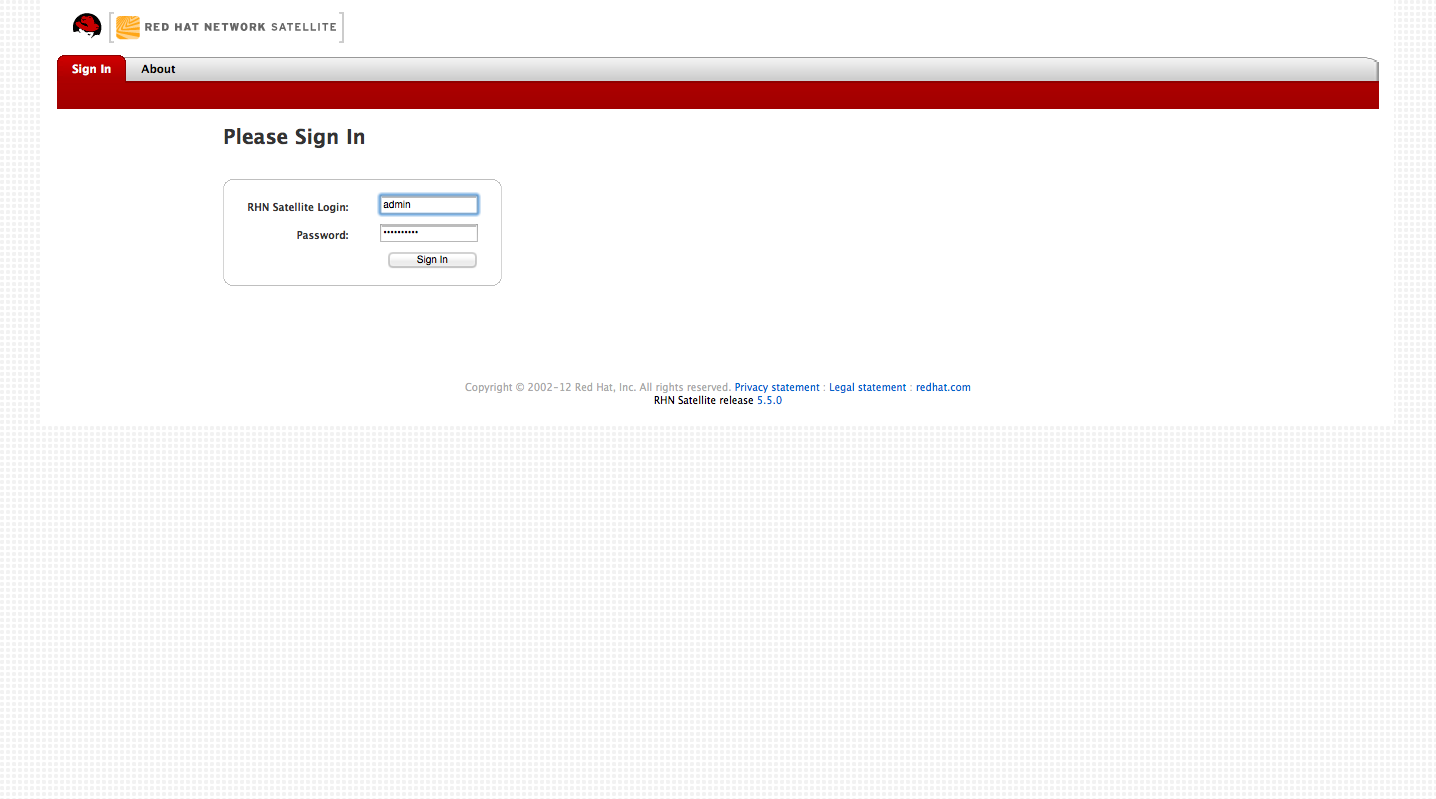 RED HAT NETWORK SATELLITE
Sign In About
Please Sign In
RHN Satellite Login: admin
Password: ••••••••••
Sign In
Copyright © 2002-12 Red Hat, Inc. All rights reserved. Privacy statement : Legal statement : redhat.com
RHN Satellite release 5.5.0